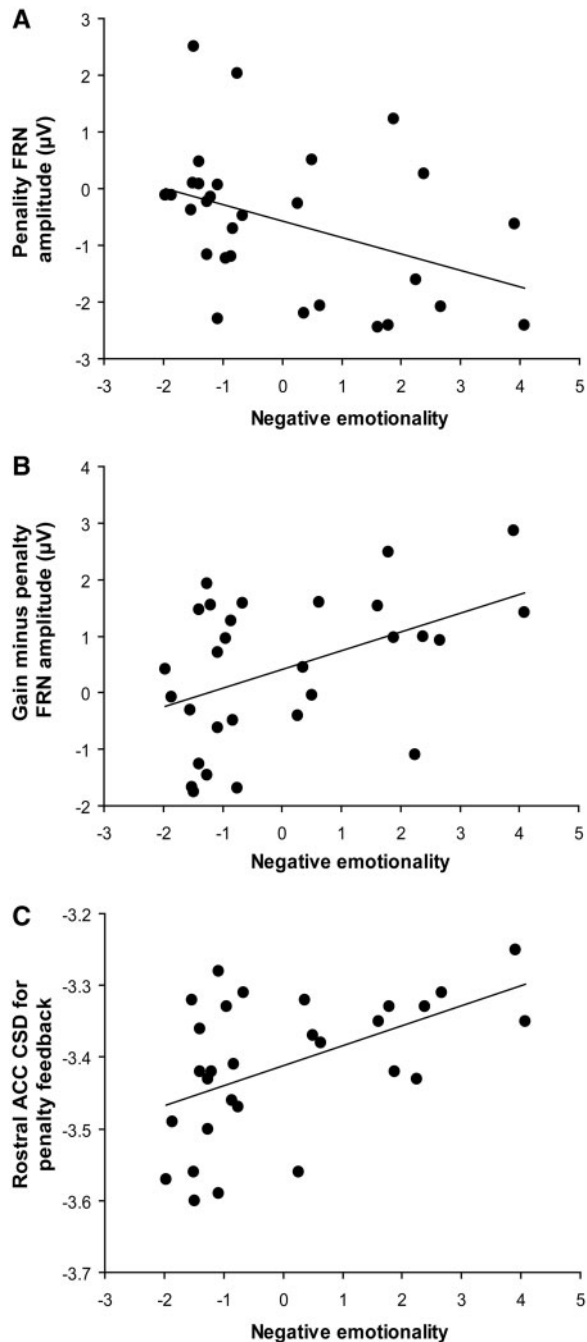 A
3
2
1
0
-1
-2
-3
Penality FRN
amplitude (µV)
-3 -2 -1 0 1 2 3 4 5
Negative emotionality
B
4
3
2
1
0
-1
-2
Gain minus penalty
FRN amplitude (µV)
-3 -2 -1 0 1 2 3 4 5
Negative emotionality
C
-3.2
-3.3
-3.4
-3.5
-3.6
-3.7
Rostral ACC CSD for
penalty feedback
-3 -2 -1 0 1 2 3 4 5
Negative emotionality